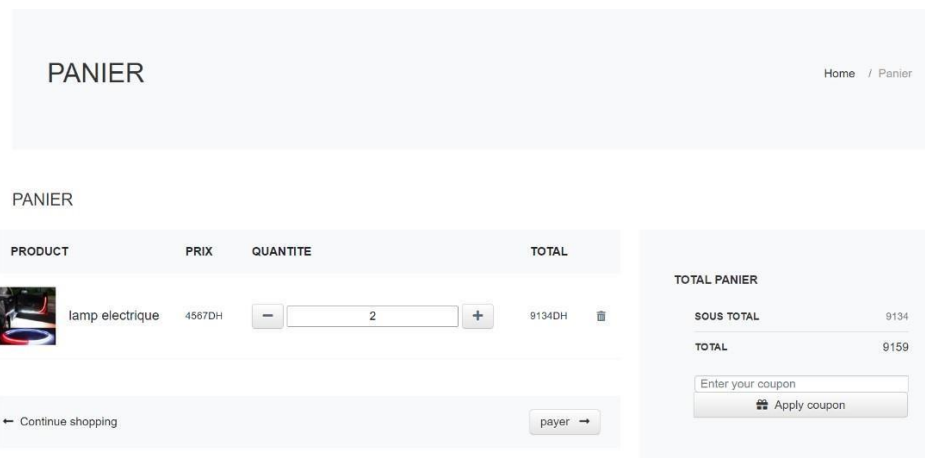 PANIER
Home / Panier
PANIER
PRODUCT PRIX QUANTITE TOTAL
lamp electrique 4567DH − 2 + 9134DH
TOTAL PANIER
SOUS TOTAL 9134
TOTAL 9159
Enter your coupon
Apply coupon
← Continue shopping payer →